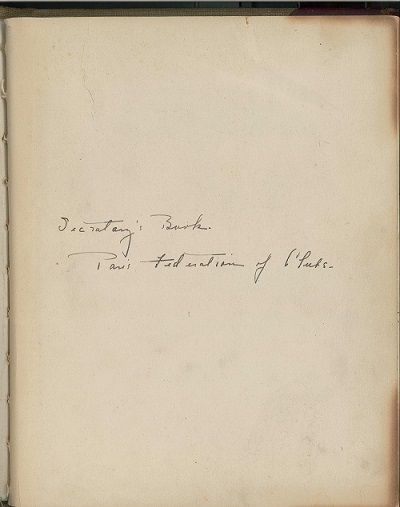 Secretary's Book.
Paris Federation of Clubs.